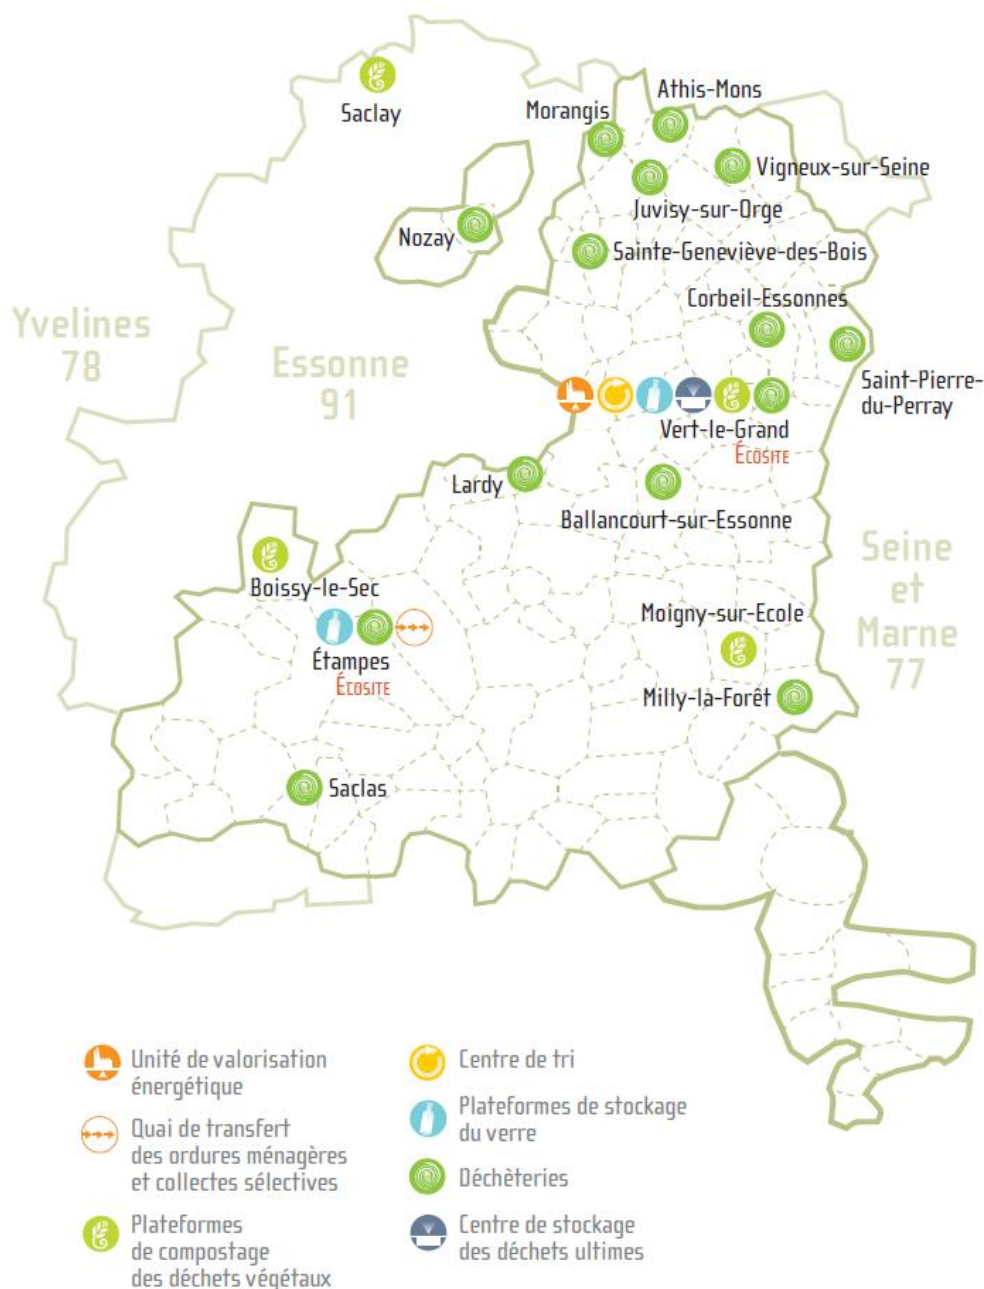 Saclay
Athis-Mons
Morangis
Vigneux-sur-Seine
Juvisy-sur-Orge
Nozay
Sainte-Geneviève-des-Bois
Corbeil-Essonnes
Yvelines
78
Essonne
91
Saint-Pierre-
du-Perray
Vert-le-Grand
ÉCOSITE
Lardy
Ballancourt-sur-Essonne
Seine
et
Marne
77
Boissy-le-Sec
Moigny-sur-Ecole
Étampes
ÉCOSITE
Milly-la-Forêt
Saclas
Unité de valorisation
énergétique
Quai de transfert
des ordures ménagères
et collectes sélectives
Plateformes
de compostage
des déchets végétaux
Centre de tri
Plateformes de stockage
du verre
Déchèteries
Centre de stockage
des déchets ultimes